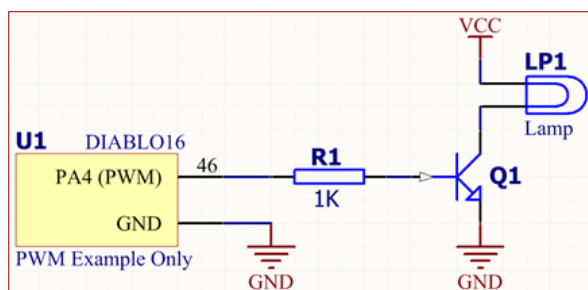 VCC
LP1
Lamp
U1 DIABLO16
PA4 (PWM) 46
R1
1K
Q1
GND
PWM Example Only
GND
GND